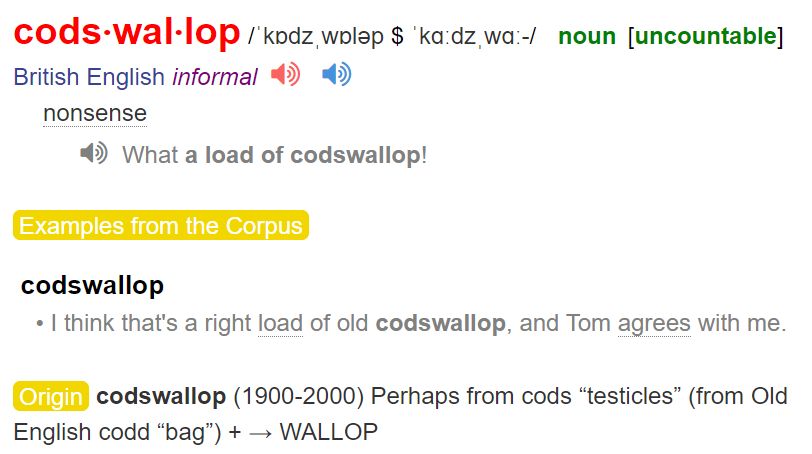 cods·wal·lop /ˈkɒdzˌwɒləp $ ˈkɑːdzˌwɑː-/ noun [uncountable]
British English informal
nonsense
What a load of codswallop!
Examples from the Corpus
codswallop
• I think that's a right load of old codswallop, and Tom agrees with me.
Origin codswallop (1900-2000) Perhaps from cods “testicles” (from Old
English codd “bag”) + → WALLOP